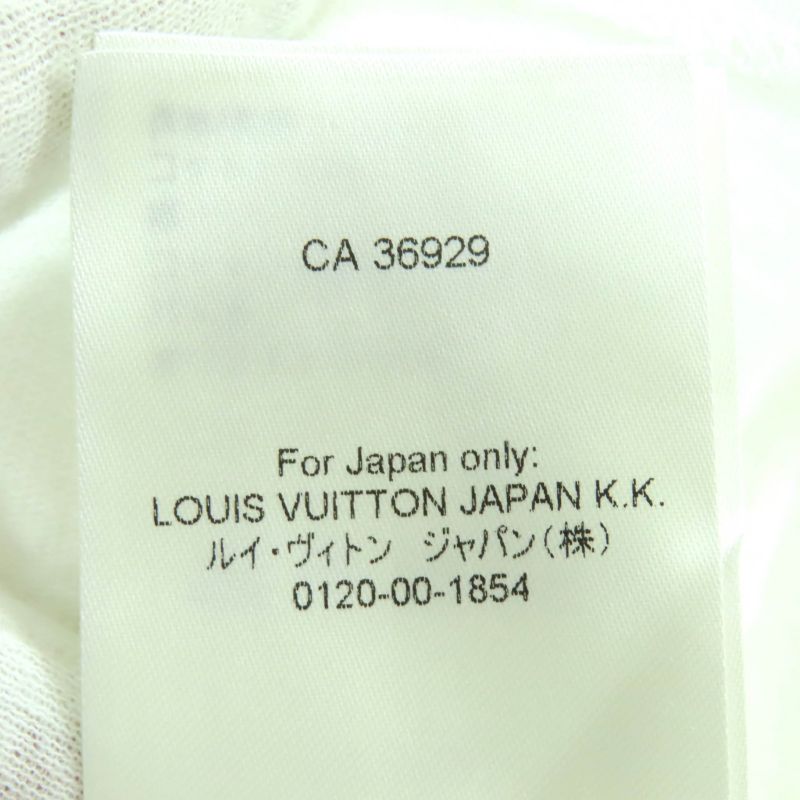 CA 36929
For Japan only:
LOUIS VUITTON JAPAN K.K.
ルイ・ヴィトン ジャパン(株)
0120-00-1854